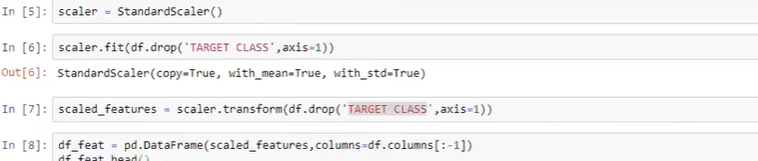 In [5]: scaler = StandardScaler()
In [6]: scaler.fit(df.drop('TARGET CLASS',axis=1))
Out[6]: StandardScaler(copy=True, with_mean=True, with_std=True)
In [7]: scaled_features = scaler.transform(df.drop('TARGET CLASS',axis=1))
In [8]: df_feat = pd.DataFrame(scaled_features,columns=df.columns[:-1])
df_feat.head()